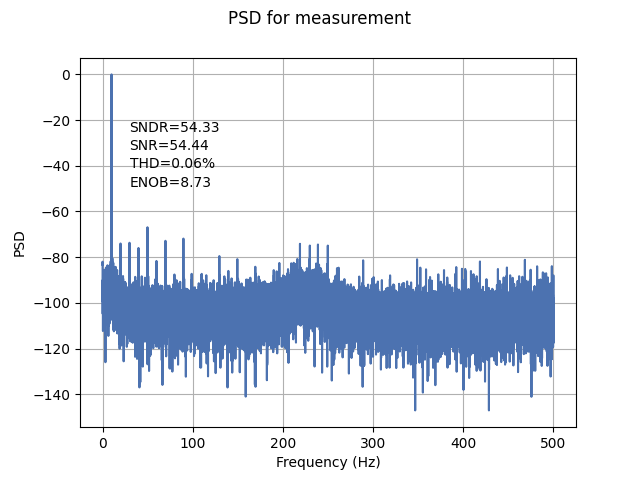 PSD for measurement
0
−20
−40
−60
−80
−100
−120
−140
PSD
SNDR=54.33
SNR=54.44
THD=0.06%
ENOB=8.73
0
100
200
300
400
500
Frequency (Hz)